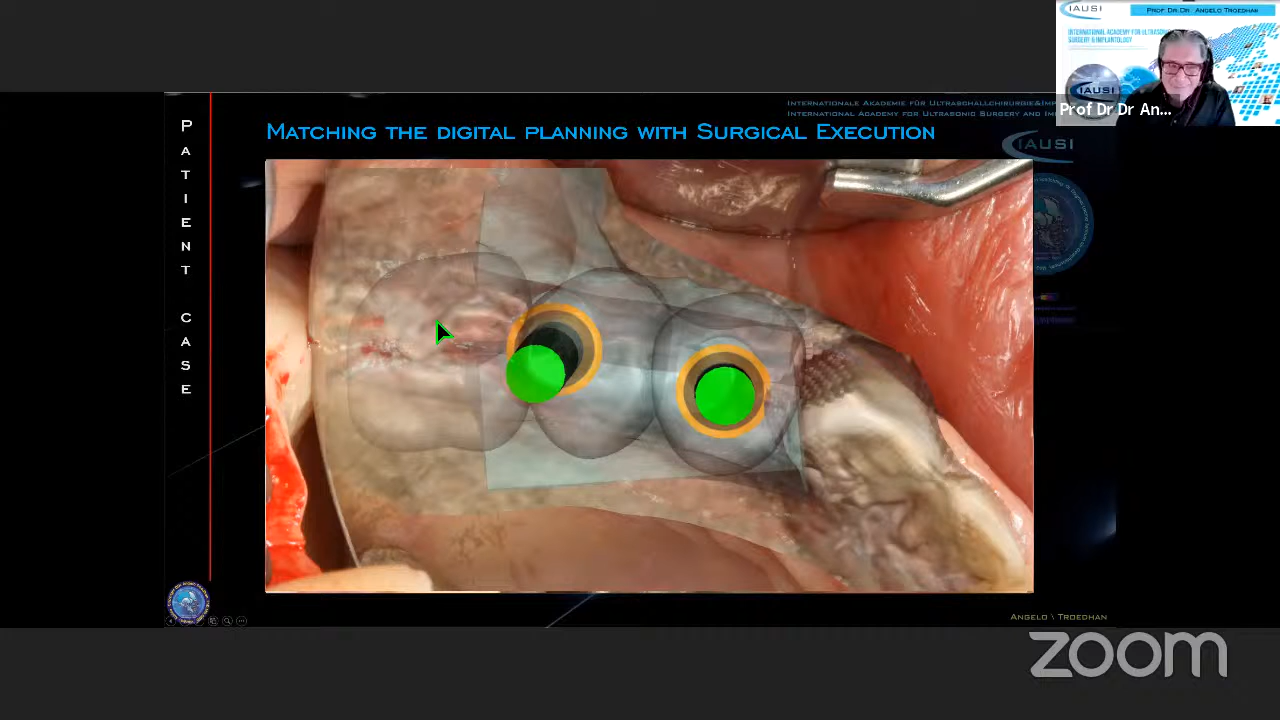 IAUSI
Prof. Dr. Dr. Angelo Troedhan
International Academy for Ultrasonic
Surgery & Implantology
IAUSI
Prof Dr Dr An...
Internationale Akademie für Ultraschallchirurgie&Imp
International Academy for Ultrasonic Surgery and Im
Matching the digital planning with Surgical Execution
IAUSI
PATIENT CASE
Angelo \ Troedhan
zoom